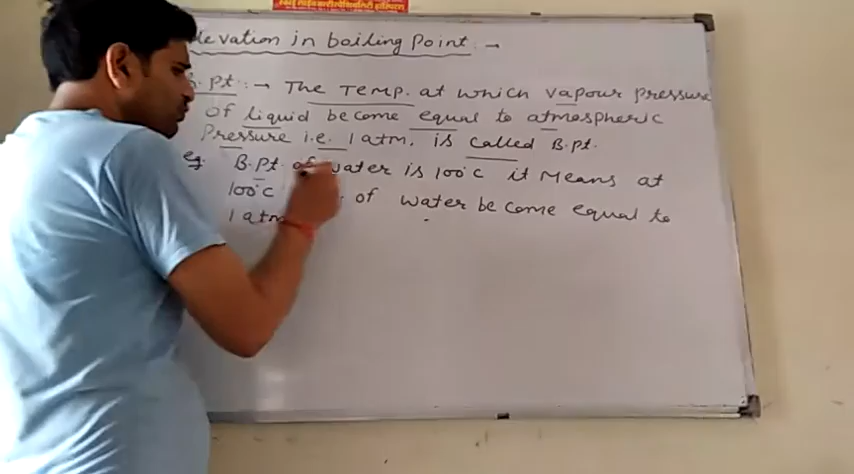 elevation in boiling Point :→
B. pt :→ The Temp. at which vapour pressure
of liquid become equal to atmospheric
Pressure i.e. 1 atm. is called B.pt.
eg. B.Pt. of water is 100°C it Means at
100°C of water become equal to
1 atm